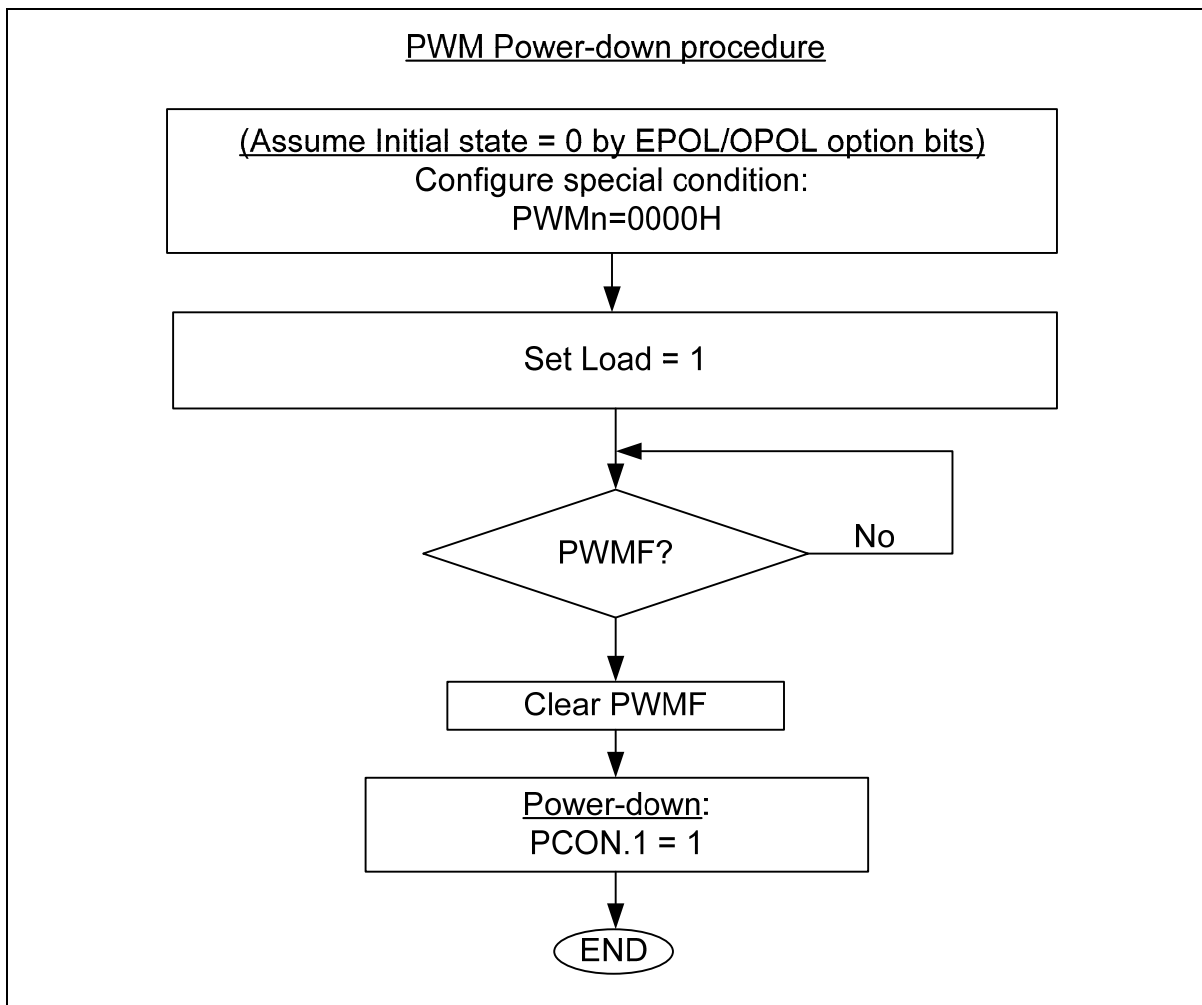 PWM Power-down procedure
(Assume Initial state = 0 by EPOL/OPOL option bits)
Configure special condition:
PWMn=0000H
Set Load = 1
PWMF?
No
Clear PWMF
Power-down:
PCON.1 = 1
END